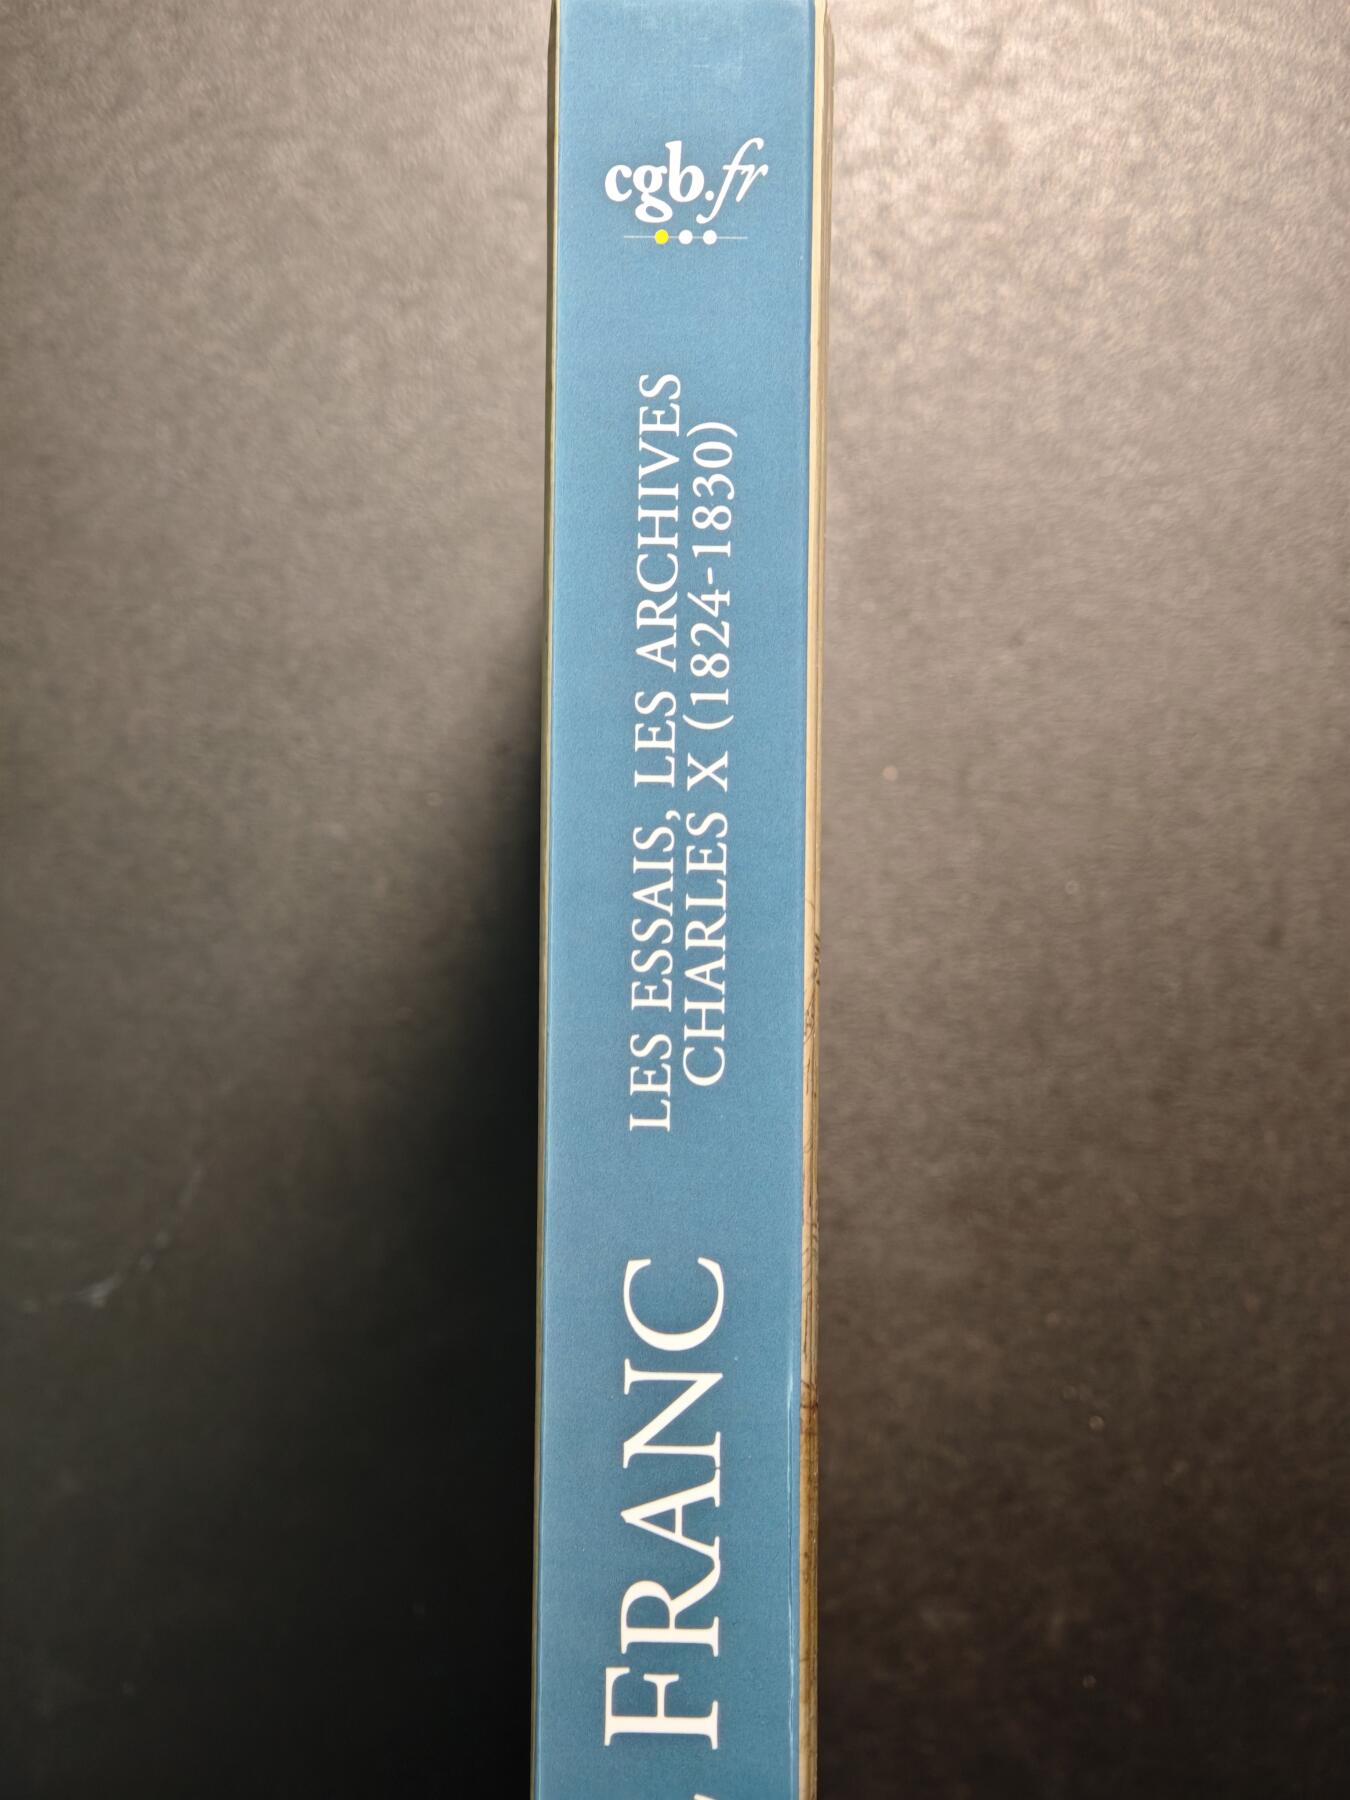 FRANC
LES ESSAIS, LES ARCHIVES
CHARLES X (1824-1830)
cgb.fr